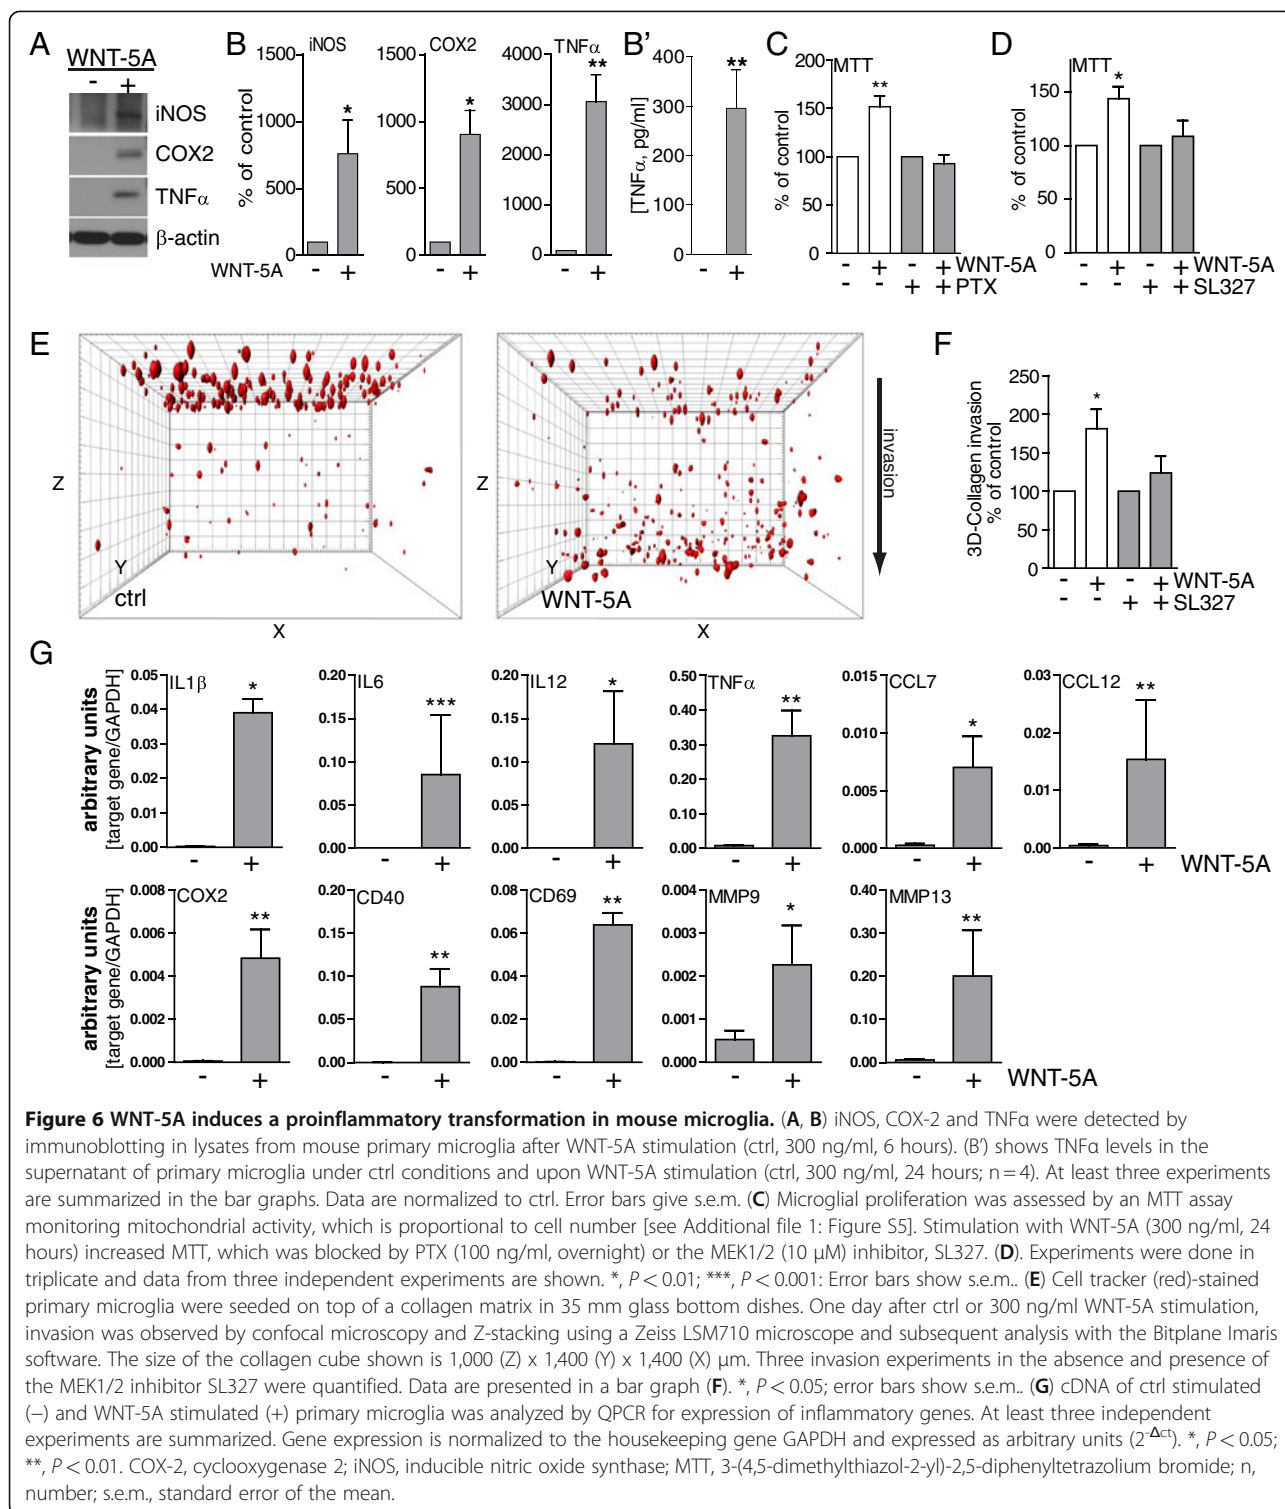 A
WNT-5A
- +
iNOS
COX2
TNFα
β-actin
B
% of control
iNOS
1500
1000
500
0
*
WNT-5A - +
COX2
1500
1000
500
0
*
- +
TNFα
4000
3000
2000
1000
0
**
- +
B'
[TNFα, pg/ml]
400
300
200
100
0
**
- +
C
MTT
% of control
200
150
100
50
0
**
- + - + WNT-5A
- - + + PTX
D
MTT
% of control
150
100
50
0
*
- + - + WNT-5A
- - + + SL327
E
Z
Y
ctrl
X
Z
Y
WNT-5A
X
invasion
F
3D-Collagen invasion
% of control
250
200
150
100
50
0
*
- + - + WNT-5A
- - + + SL327
G
arbitrary units
[target gene/GAPDH]
IL1β
0.05
0.04
0.03
0.02
0.01
0.00
*
- +
IL6
0.20
0.15
0.10
0.05
0.00
***
- +
IL12
0.20
0.15
0.10
0.05
0.00
*
- +
TNFα
0.50
0.40
0.30
0.20
0.10
0.00
**
- +
CCL7
0.015
0.010
0.005
0.000
*
- +
CCL12
0.03
0.02
0.01
0.00
**
- + WNT-5A
arbitrary units
[target gene/GAPDH]
COX2
0.008
0.006
0.004
0.002
0.000
**
- +
CD40
0.20
0.15
0.10
0.05
0.00
**
- +
CD69
0.08
0.06
0.04
0.02
0.00
**
- +
MMP9
0.004
0.003
0.002
0.001
0.000
*
- +
MMP13
0.40
0.30
0.20
0.10
0.00
**
- + WNT-5A
Figure 6 WNT-5A induces a proinflammatory transformation in mouse microglia. (A, B) iNOS, COX-2 and TNFα were detected by
immunoblotting in lysates from mouse primary microglia after WNT-5A stimulation (ctrl, 300 ng/ml, 6 hours). (B') shows TNFα levels in the
supernatant of primary microglia under ctrl conditions and upon WNT-5A stimulation (ctrl, 300 ng/ml, 24 hours; n = 4). At least three experiments
are summarized in the bar graphs. Data are normalized to ctrl. Error bars give s.e.m. (C) Microglial proliferation was assessed by an MTT assay
monitoring mitochondrial activity, which is proportional to cell number [see Additional file 1: Figure S5]. Stimulation with WNT-5A (300 ng/ml, 24
hours) increased MTT, which was blocked by PTX (100 ng/ml, overnight) or the MEK1/2 (10 μM) inhibitor, SL327. (D). Experiments were done in
triplicate and data from three independent experiments are shown. *, P < 0.01; ***, P < 0.001: Error bars show s.e.m.. (E) Cell tracker (red)-stained
primary microglia were seeded on top of a collagen matrix in 35 mm glass bottom dishes. One day after ctrl or 300 ng/ml WNT-5A stimulation,
invasion was observed by confocal microscopy and Z-stacking using a Zeiss LSM710 microscope and subsequent analysis with the Bitplane Imaris
software. The size of the collagen cube shown is 1,000 (Z) x 1,400 (Y) x 1,400 (X) μm. Three invasion experiments in the absence and presence of
the MEK1/2 inhibitor SL327 were quantified. Data are presented in a bar graph (F). *, P < 0.05; error bars show s.e.m.. (G) cDNA of ctrl stimulated
(−) and WNT-5A stimulated (+) primary microglia was analyzed by QPCR for expression of inflammatory genes. At least three independent
experiments are summarized. Gene expression is normalized to the housekeeping gene GAPDH and expressed as arbitrary units (2-Δct). *, P < 0.05;
**, P < 0.01. COX-2, cyclooxygenase 2; iNOS, inducible nitric oxide synthase; MTT, 3-(4,5-dimethylthiazol-2-yl)-2,5-diphenyltetrazolium bromide; n,
number; s.e.m., standard error of the mean.